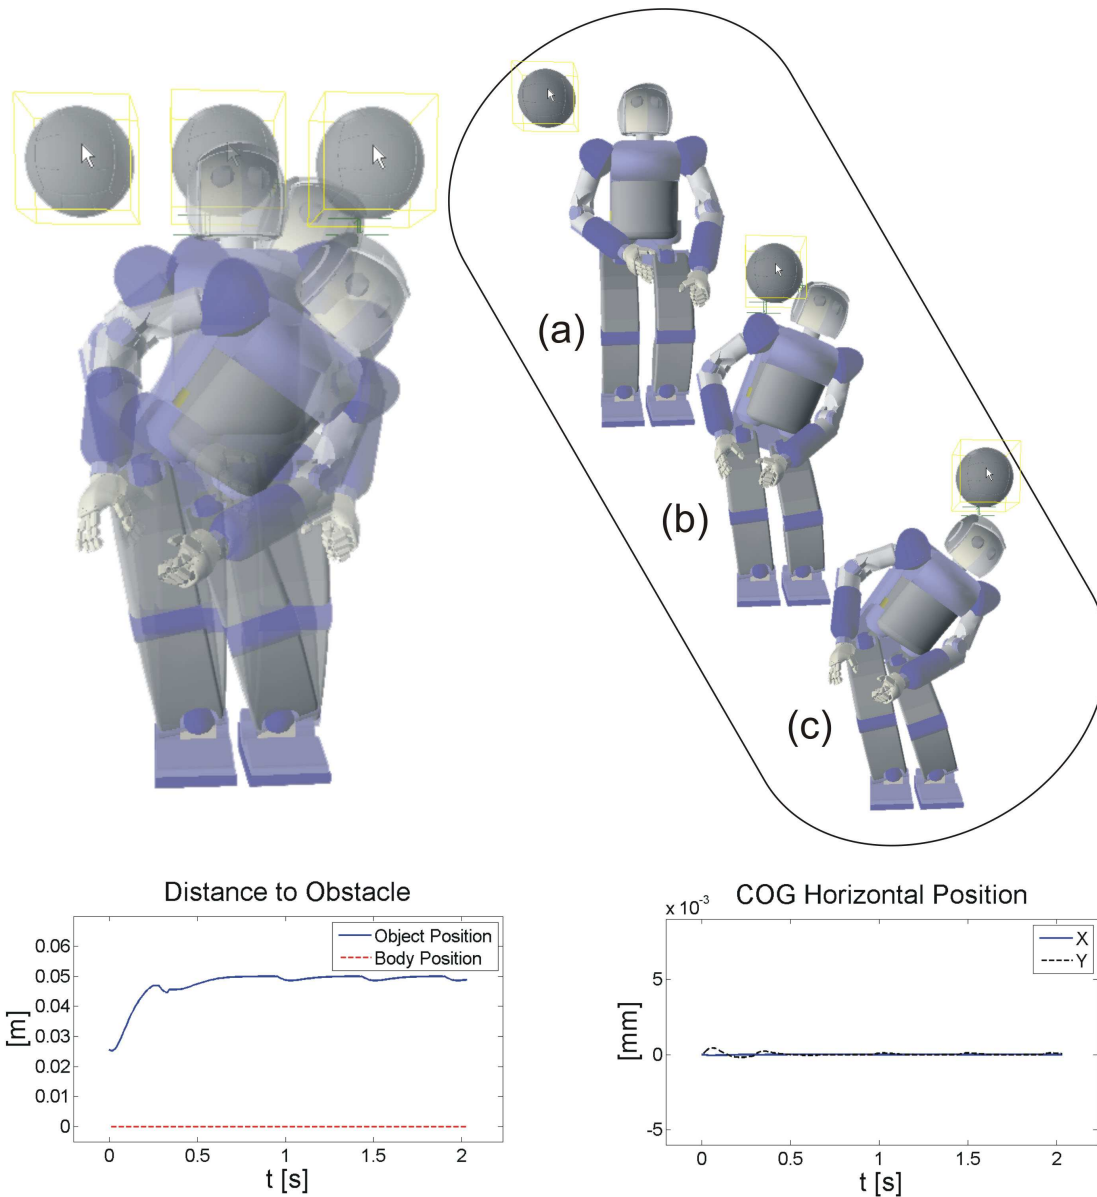 (a)
(b)
(c)
Distance to Obstacle
Object Position
Body Position
0.06
0.05
0.04
0.03
0.02
0.01
0
[m]
0 0.5 1 1.5 2
t [s]
COG Horizontal Position
x 10^-3
X
Y
5
0
-5
[mm]
0 0.5 1 1.5 2
t [s]